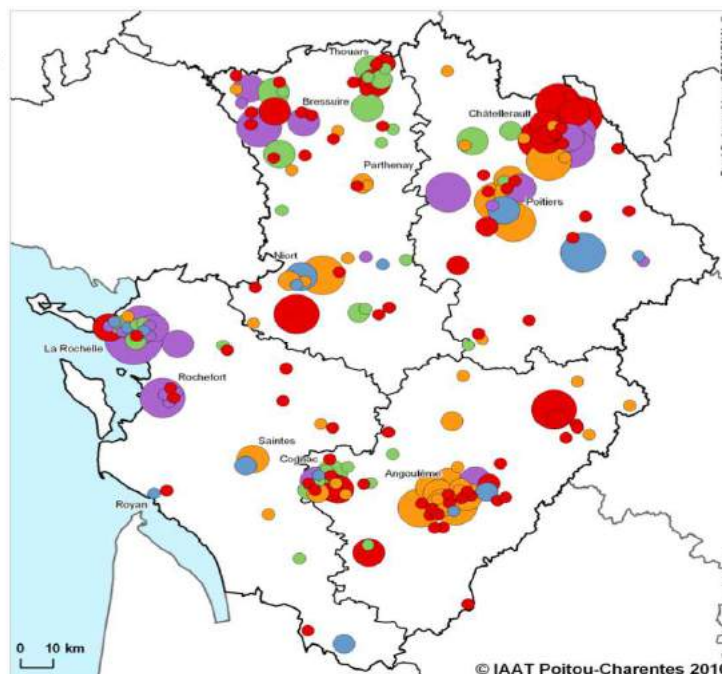 Thouars
Bressuire
Châtellerault
Parthenay
Poitiers
Niort
La Rochelle
Rochefort
Saintes
Cognac
Angoulême
Royan
0 10 km
© IAAT Poitou-Charentes 2016